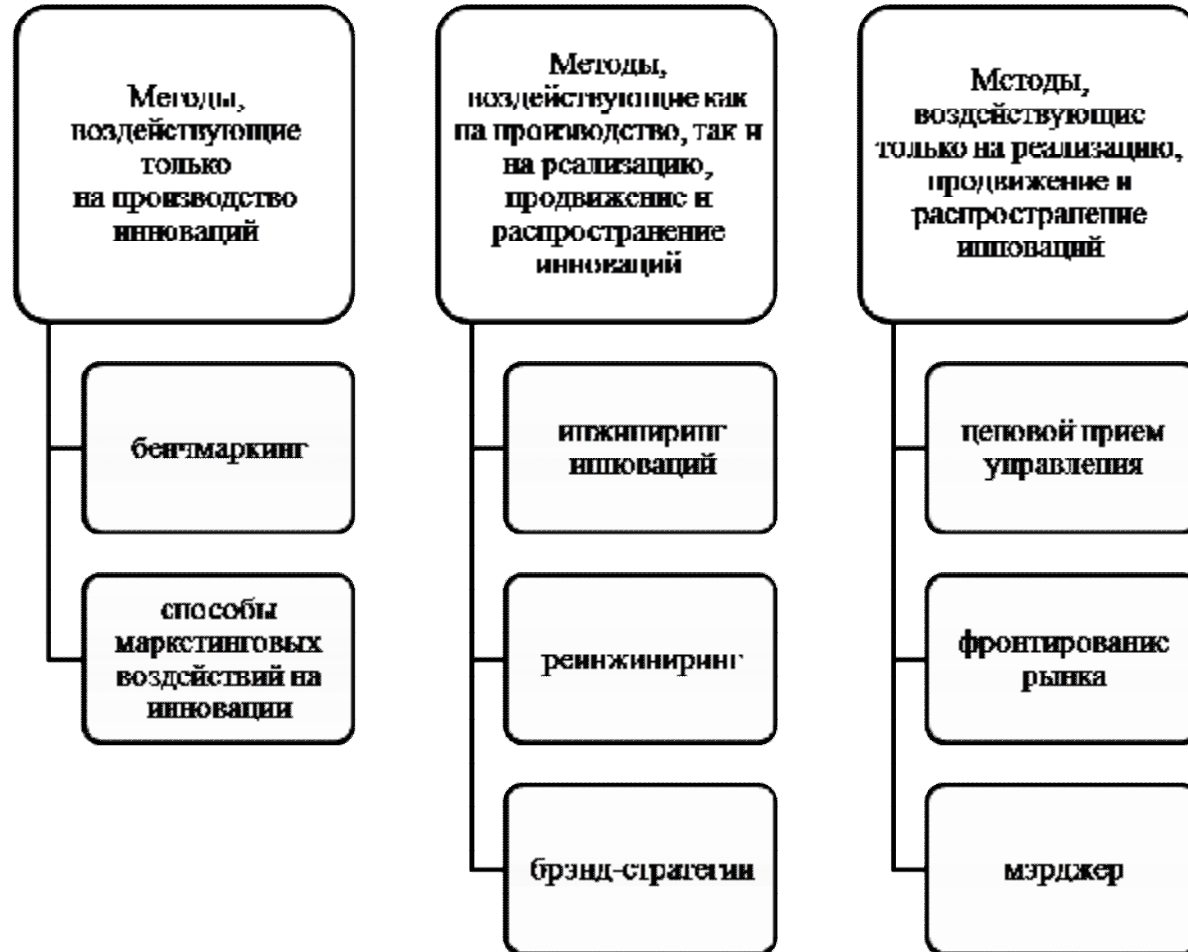 Методы,
воздействующие
только
на производство
инноваций
бенчмаркинг
способы
маркетинговых
воздействий на
инновации
Методы,
воздействующие как
на производство, так и
на реализацию,
продвижение и
распространение
инноваций
инжиниринг
инноваций
реинжиниринг
брэнд-стратегии
Методы,
воздействующие
только на реализацию,
продвижение и
распространение
инноваций
ценовой прием
управления
фронтирование
рынка
мэрджер